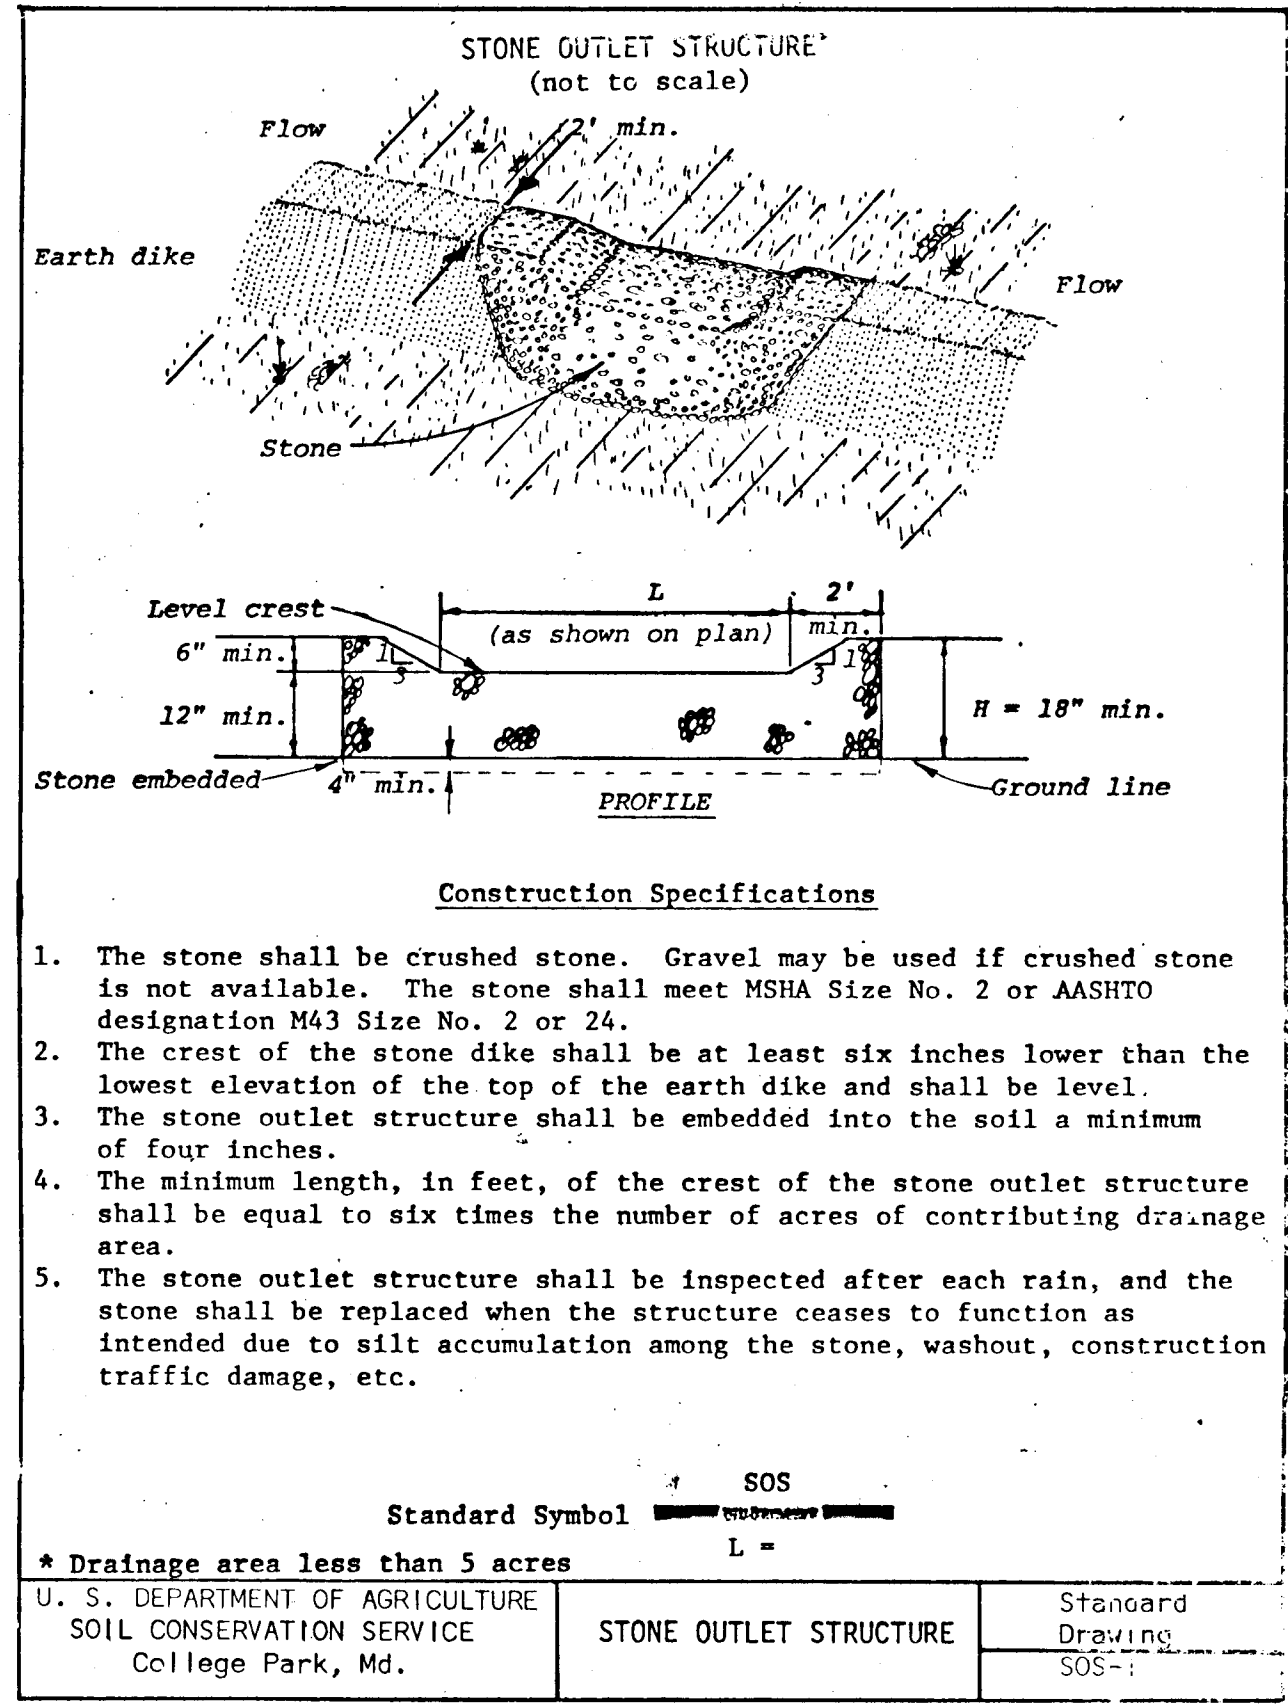 STONE OUTLET STRUCTURE*
(not to scale)
Flow
2' min.
Earth dike
Flow
Stone
Level crest
L
2'
(as shown on plan)
min.
6" min.
1
3
3
1
12" min.
H = 18" min.
Stone embedded
4" min.
Ground line
PROFILE
Construction Specifications
1. The stone shall be crushed stone. Gravel may be used if crushed stone
is not available. The stone shall meet MSHA Size No. 2 or AASHTO
designation M43 Size No. 2 or 24.
2. The crest of the stone dike shall be at least six inches lower than the
lowest elevation of the top of the earth dike and shall be level.
3. The stone outlet structure shall be embedded into the soil a minimum
of four inches.
4. The minimum length, in feet, of the crest of the stone outlet structure
shall be equal to six times the number of acres of contributing drainage
area.
5. The stone outlet structure shall be inspected after each rain, and the
stone shall be replaced when the structure ceases to function as
intended due to silt accumulation among the stone, washout, construction
traffic damage, etc.
SOS
Standard Symbol
L =
* Drainage area less than 5 acres
U. S. DEPARTMENT OF AGRICULTURE
SOIL CONSERVATION SERVICE
College Park, Md.
STONE OUTLET STRUCTURE
Standard
Drawing
SOS-1